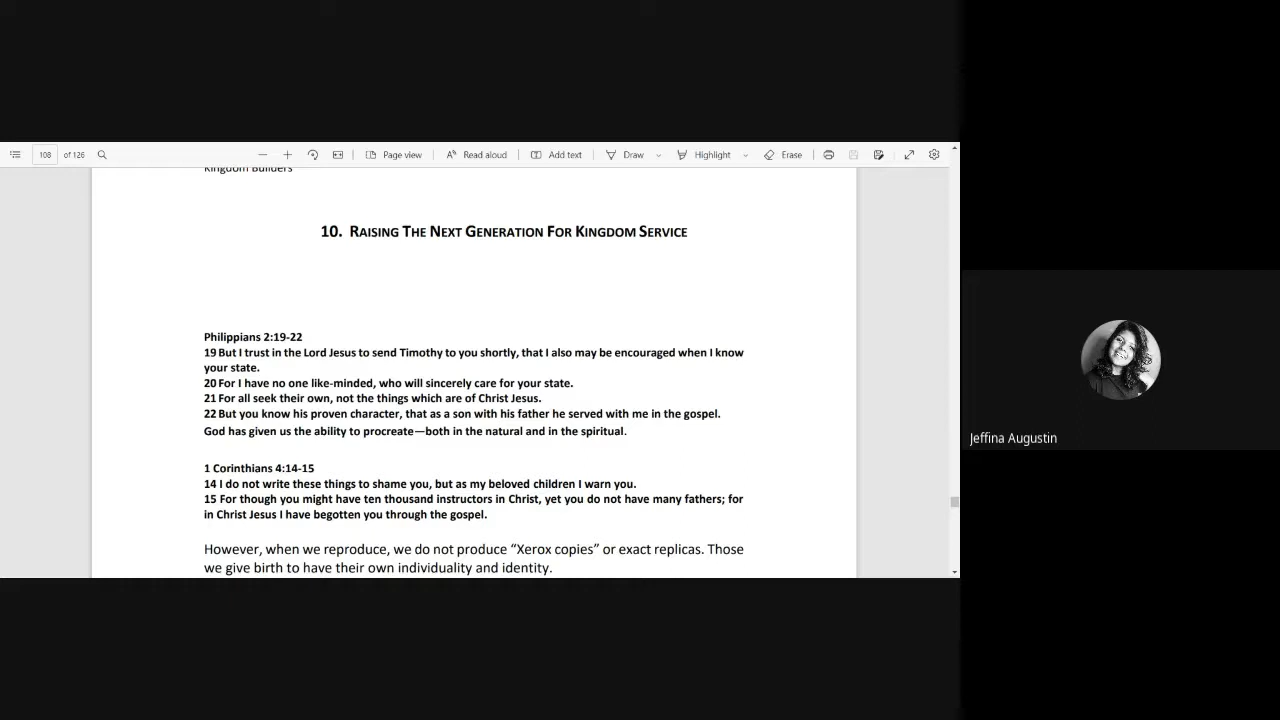 108 of 126
Page view
Read aloud
Add text
Draw
Highlight
Erase
Kingdom Builders
10. RAISING THE NEXT GENERATION FOR KINGDOM SERVICE
Philippians 2:19-22
19 But I trust in the Lord Jesus to send Timothy to you shortly, that I also may be encouraged when I know
your state.
20 For I have no one like-minded, who will sincerely care for your state.
21 For all seek their own, not the things which are of Christ Jesus.
22 But you know his proven character, that as a son with his father he served with me in the gospel.
God has given us the ability to procreate—both in the natural and in the spiritual.
1 Corinthians 4:14-15
14 I do not write these things to shame you, but as my beloved children I warn you.
15 For though you might have ten thousand instructors in Christ, yet you do not have many fathers; for
in Christ Jesus I have begotten you through the gospel.
However, when we reproduce, we do not produce “Xerox copies” or exact replicas. Those
we give birth to have their own individuality and identity.
Jeffina Augustin